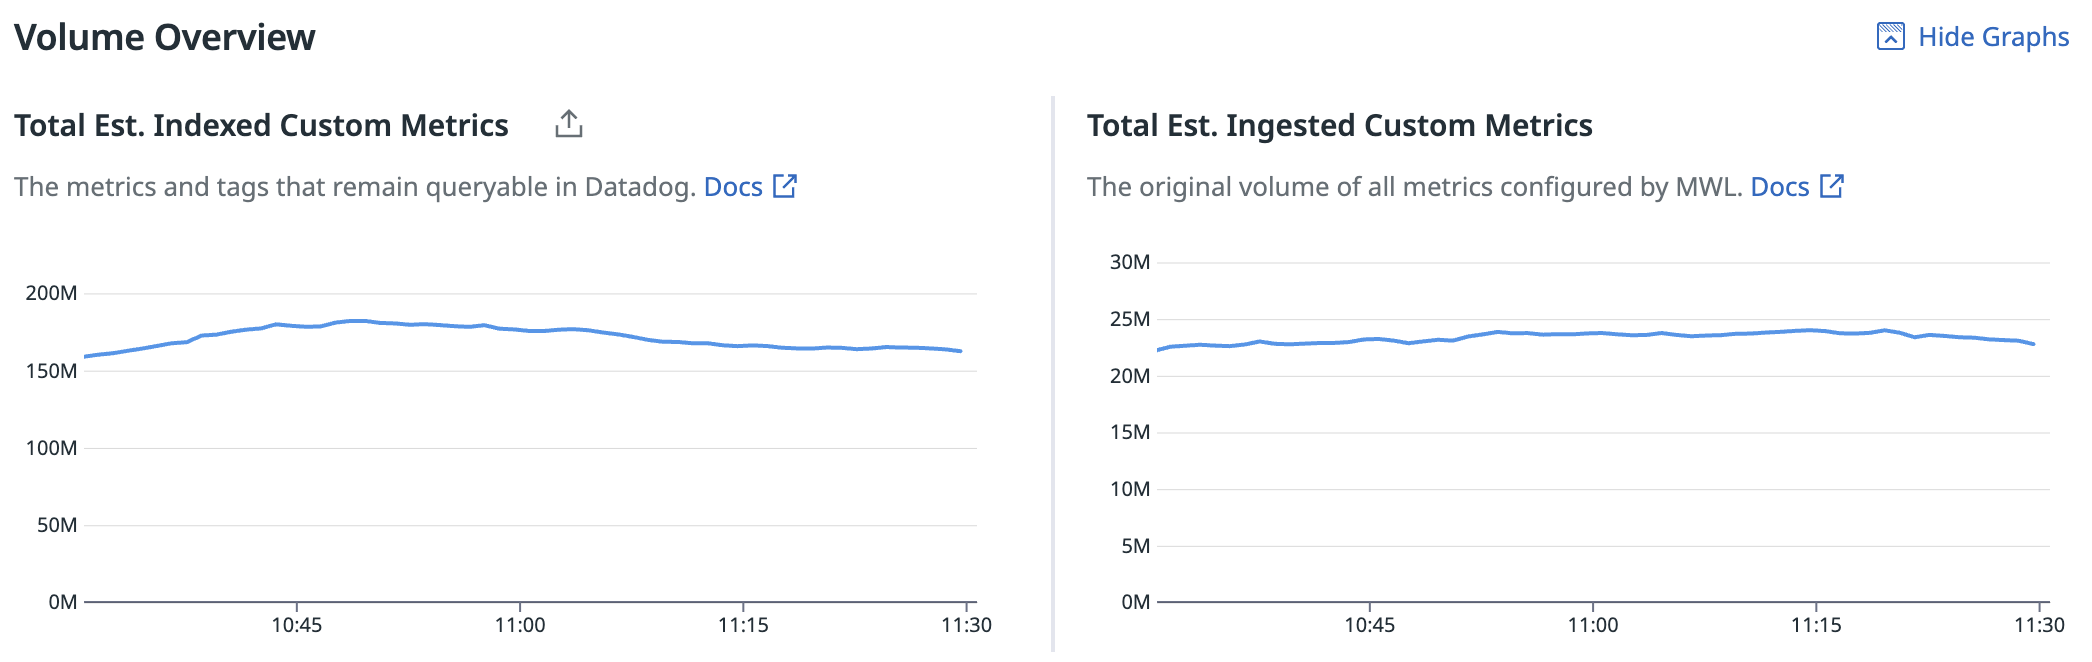 Volume Overview
Hide Graphs
Total Est. Indexed Custom Metrics
The metrics and tags that remain queryable in Datadog. Docs
200M
150M
100M
50M
0M
10:45
11:00
11:15
11:30
Total Est. Ingested Custom Metrics
The original volume of all metrics configured by MWL. Docs
30M
25M
20M
15M
10M
5M
0M
10:45
11:00
11:15
11:30